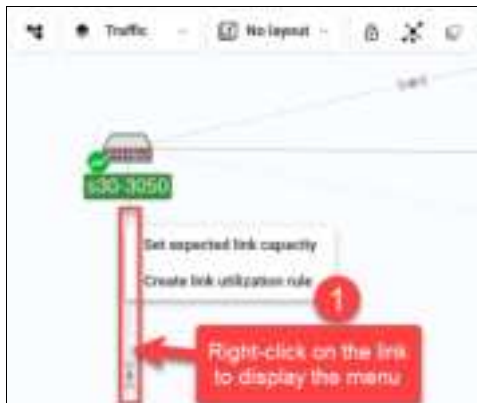 Traffic
No layout
s30-3050
Set expected link capacity
Create link utilization rule
1
Right-click on the link
to display the menu